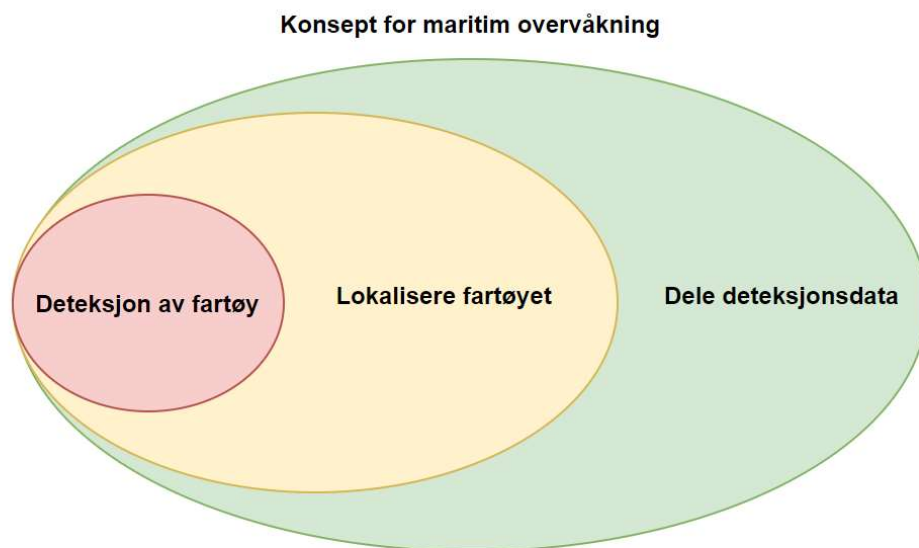 Konsept for maritim overvåkning
Deteksjon av fartøy
Lokalisere fartøyet
Dele deteksjonsdata